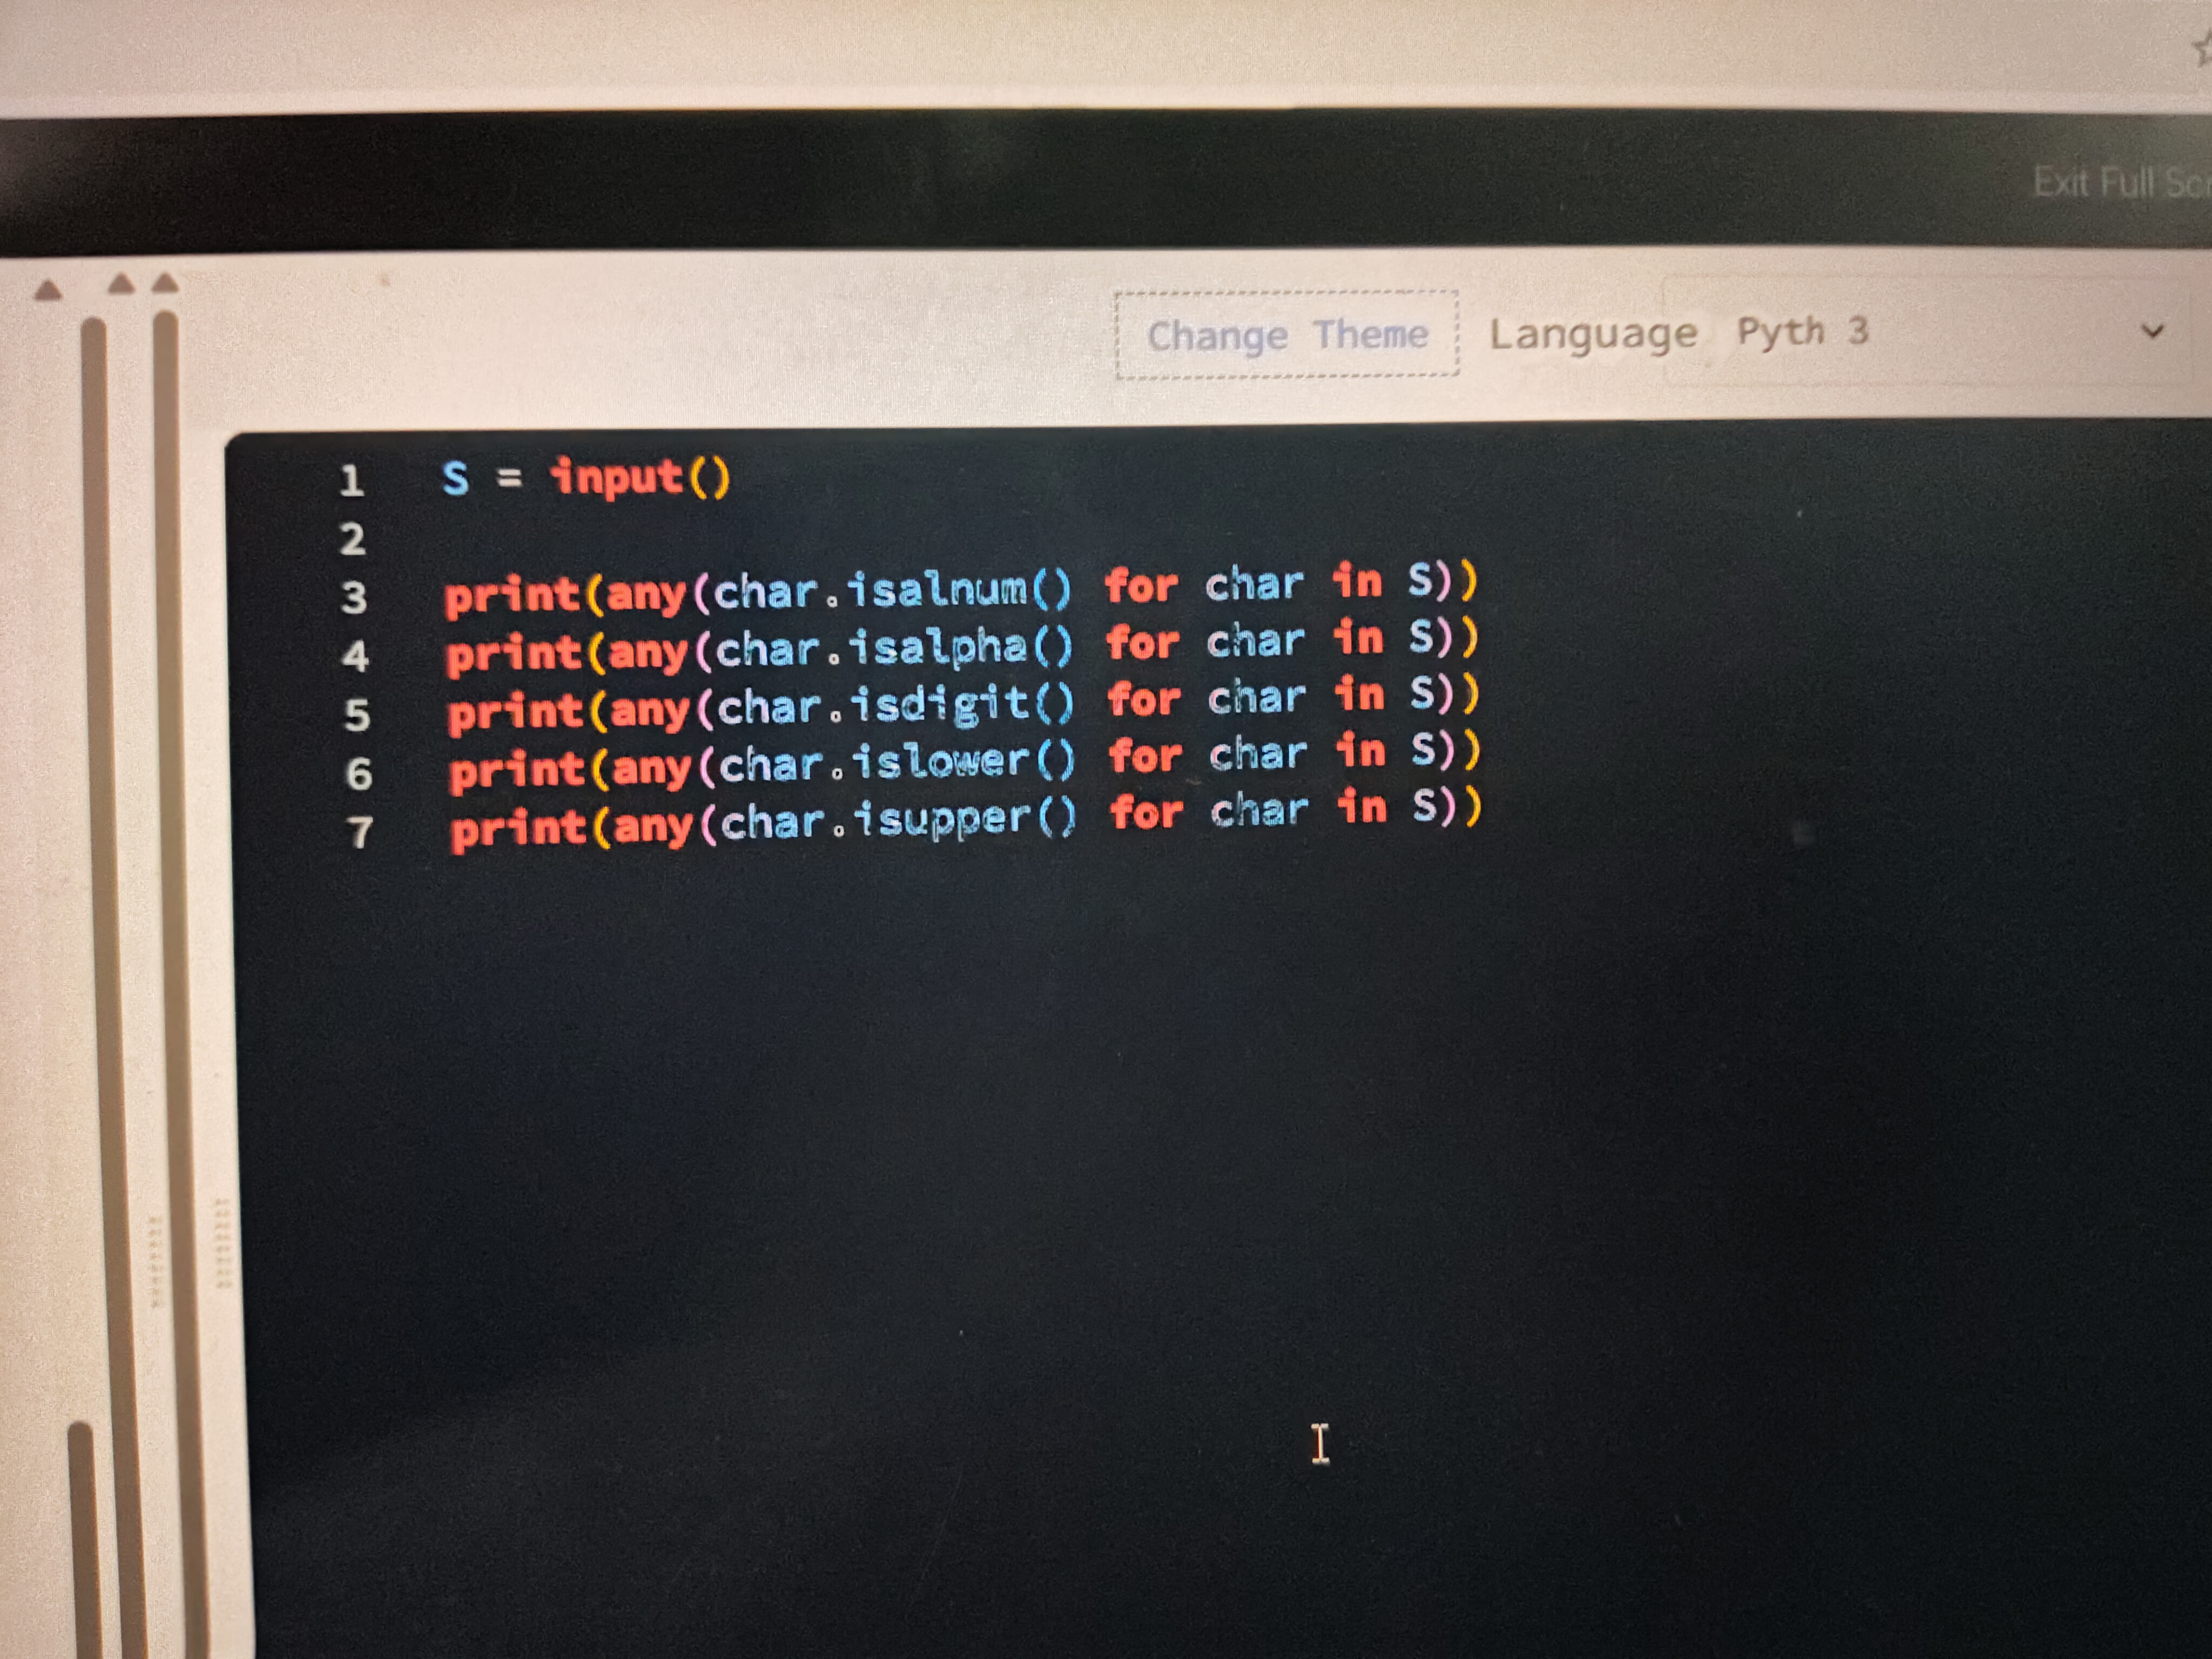 Exit Full
Change Theme Language Pyth 3
1 S = input()
2
3 print(any(char.isalnum() for char in S))
4 print(any(char.isalpha() for char in S))
5 print(any(char.isdigit() for char in S))
6 print(any(char.islower() for char in S))
7 print(any(char.isupper() for char in S))